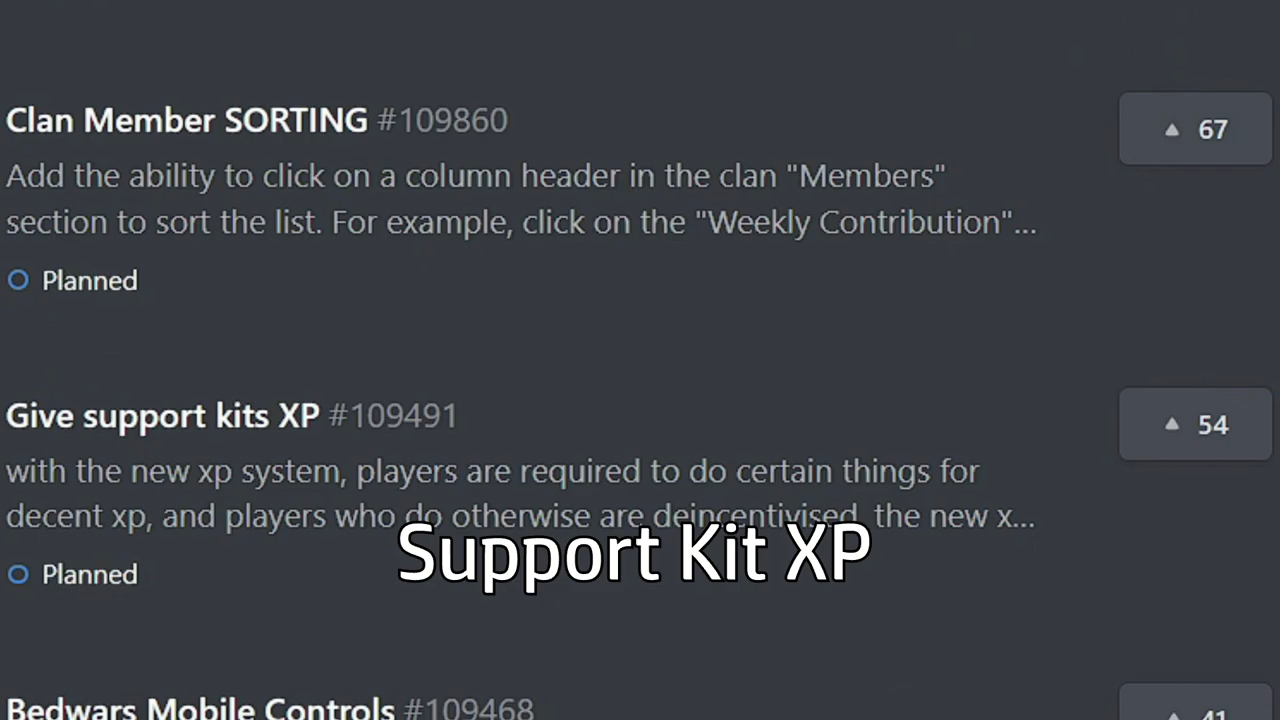 Clan Member SORTING #109860
67
Add the ability to click on a column header in the clan "Members"
section to sort the list. For example, click on the "Weekly Contribution"...
Planned
Give support kits XP #109491
54
with the new xp system, players are required to do certain things for
decent xp, and players who do otherwise are deincentivised, the new x...
Support Kit XP
Planned
Bedwars Mobile Controls #109468
41